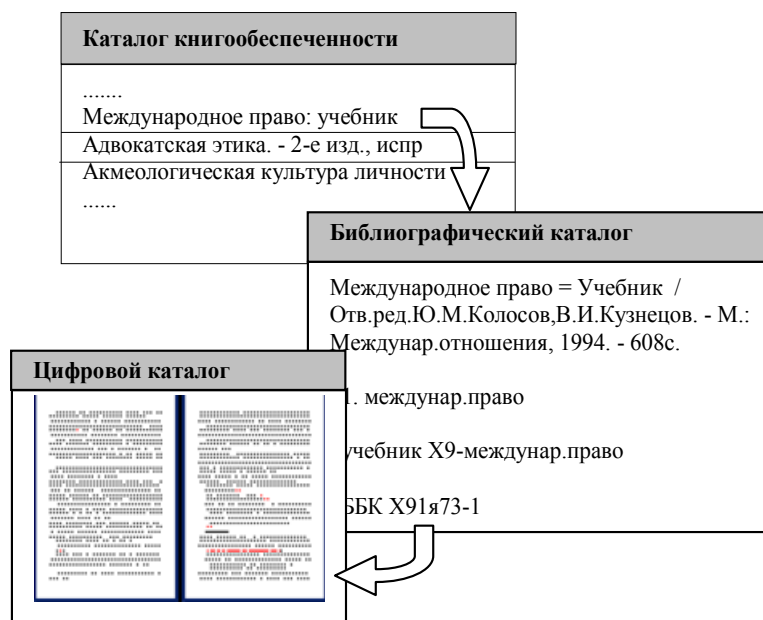 Каталог книгообеспеченности
.......
Международное право: учебник
Адвокатская этика. - 2-е изд., испр
Акмеологическая культура личности
......
Библиографический каталог
Международное право = Учебник /
Отв.ред.Ю.М.Колосов,В.И.Кузнецов. - М.:
Междунар.отношения, 1994. - 608с.
1. междунар.право
учебник Х9-междунар.право
ББК Х91я73-1
Цифровой каталог